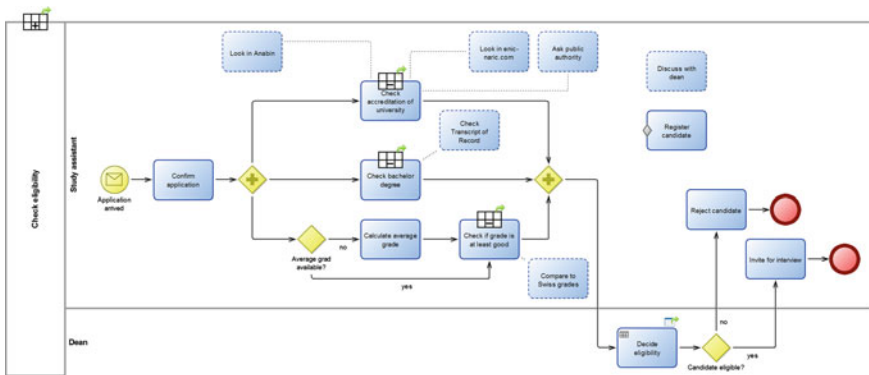 Check eligibility
Study assistant
Dean
Look in Anabin
Look in enic-
naric.com
Ask public
authority
Discuss with
dean
Check
accreditation of
university
Check
Transcript of
Record
Register
candidate
Application
arrived
Confirm
application
Check bachelor
degree
Reject candidate
Average grad
available?
no
Calculate average
grade
Check if grade is
at least good
Invite for interview
yes
Compare to
Swiss grades
Decide
eligibility
no
yes
Candidate eligible?